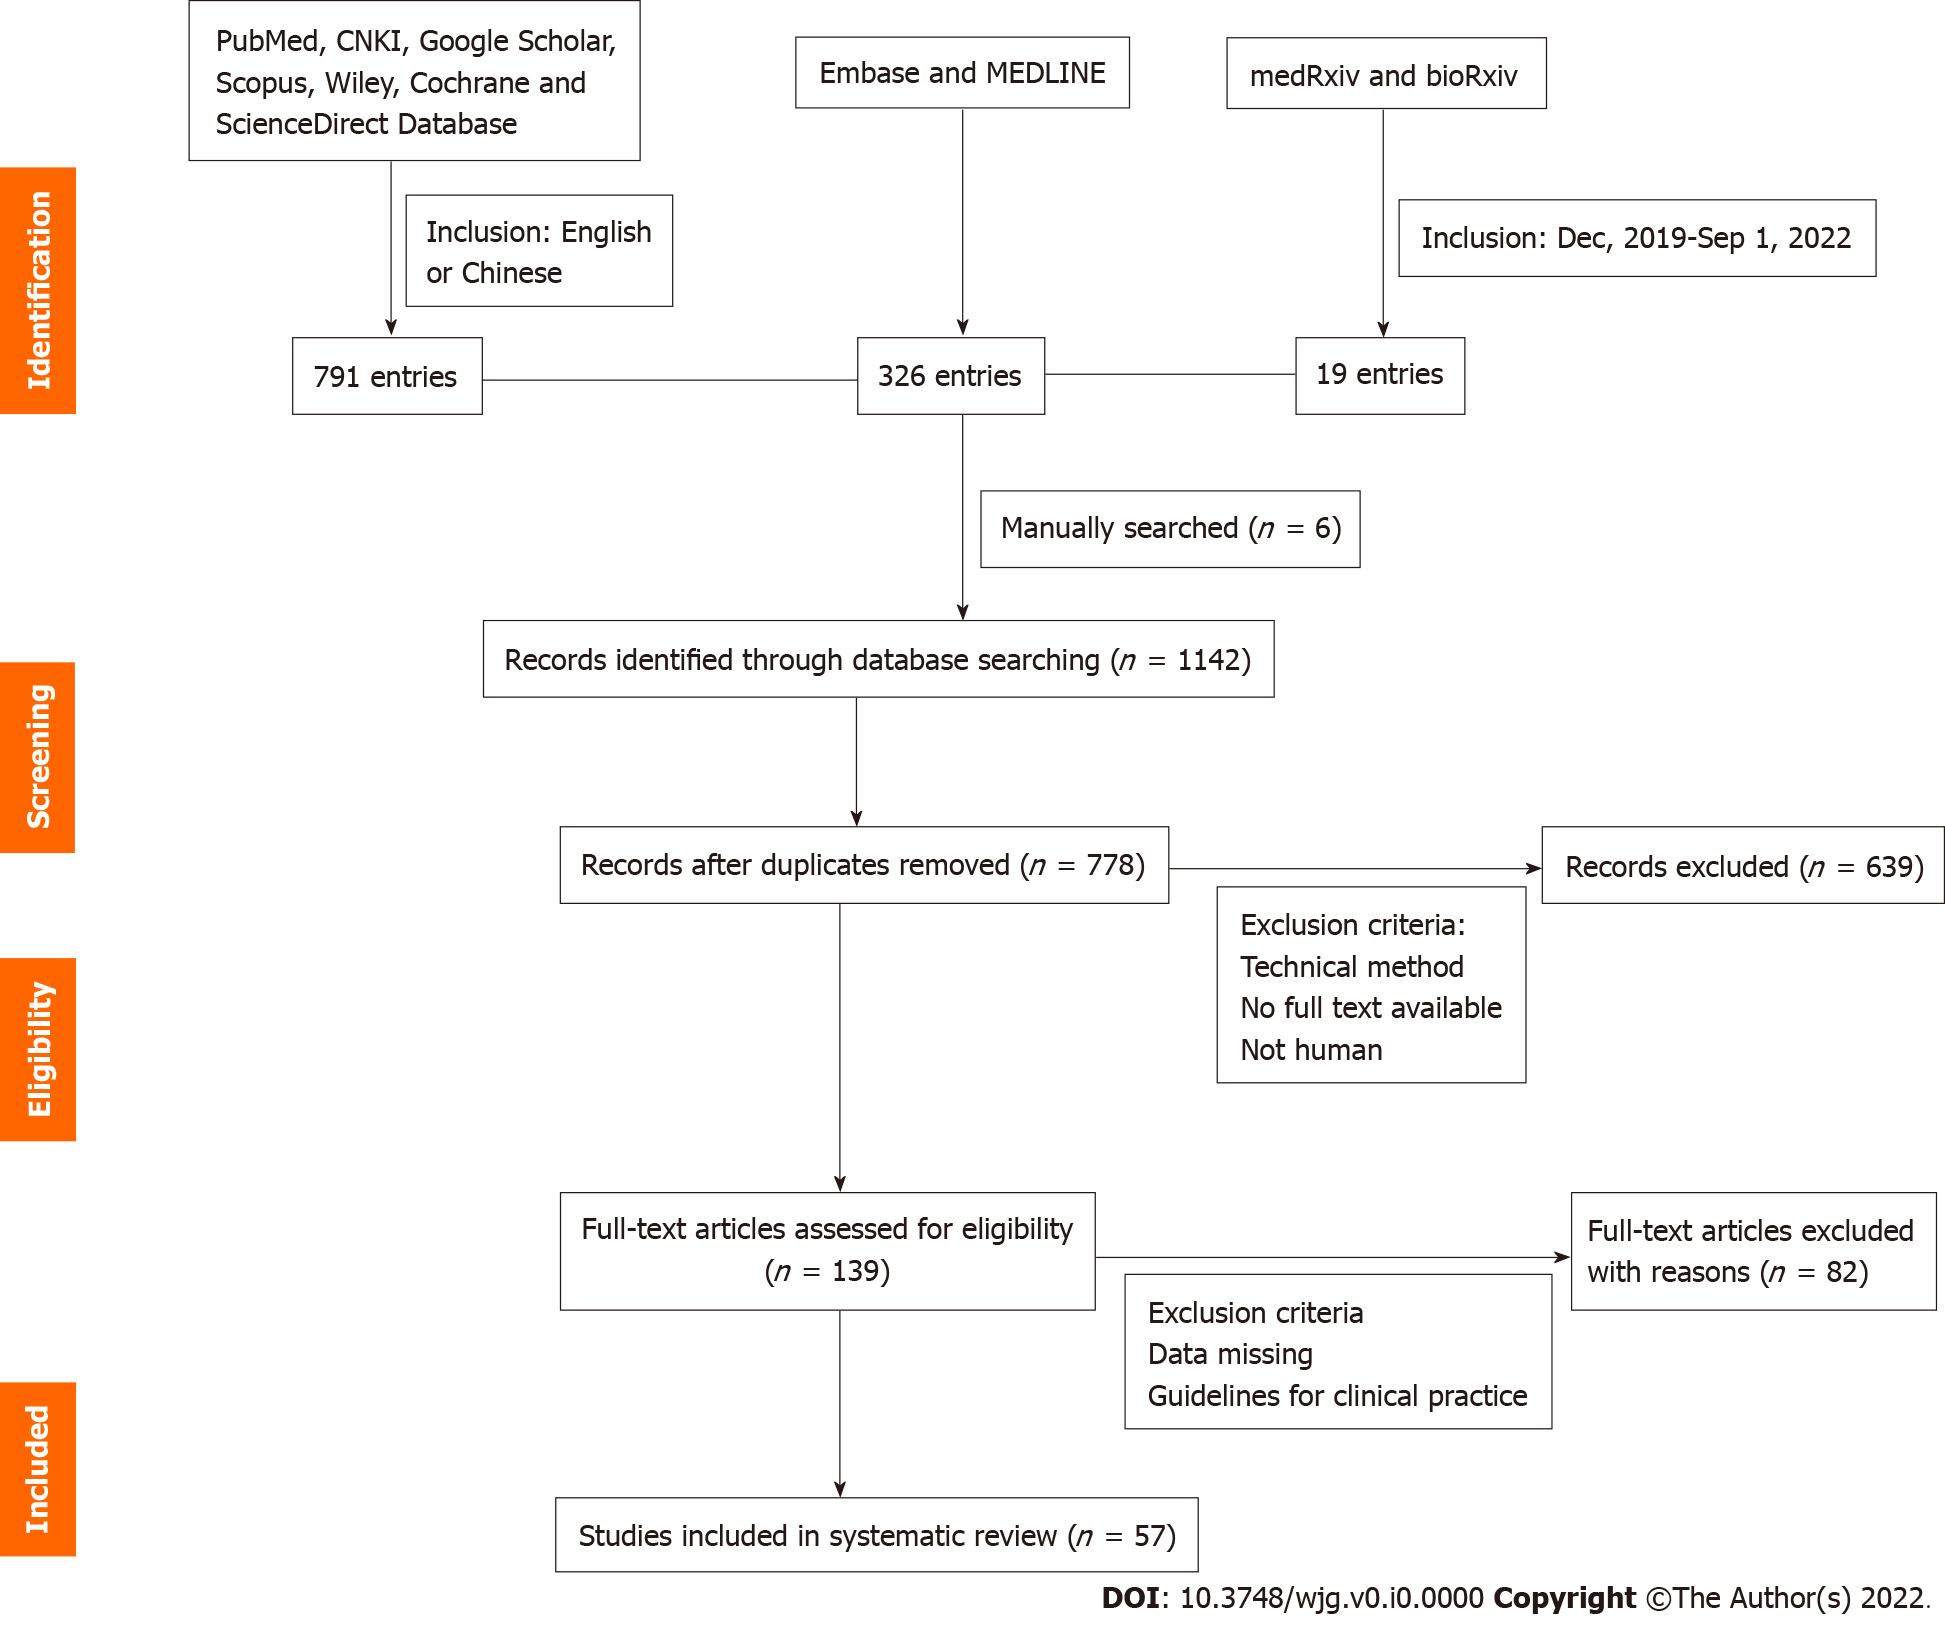 PubMed, CNKI, Google Scholar,
Scopus, Wiley, Cochrane and
ScienceDirect Database
Embase and MEDLINE
medRxiv and bioRxiv
Identification
Inclusion: English
or Chinese
Inclusion: Dec, 2019-Sep 1, 2022
791 entries
326 entries
19 entries
Manually searched (n = 6)
Screening
Records identified through database searching (n = 1142)
Records after duplicates removed (n = 778)
Records excluded (n = 639)
Exclusion criteria:
Technical method
No full text available
Not human
Eligibility
Full-text articles assessed for eligibility
(n = 139)
Full-text articles excluded
with reasons (n = 82)
Exclusion criteria
Data missing
Guidelines for clinical practice
Included
Studies included in systematic review (n = 57)
DOI: 10.3748/wjg.v0.i0.0000 Copyright ©The Author(s) 2022.